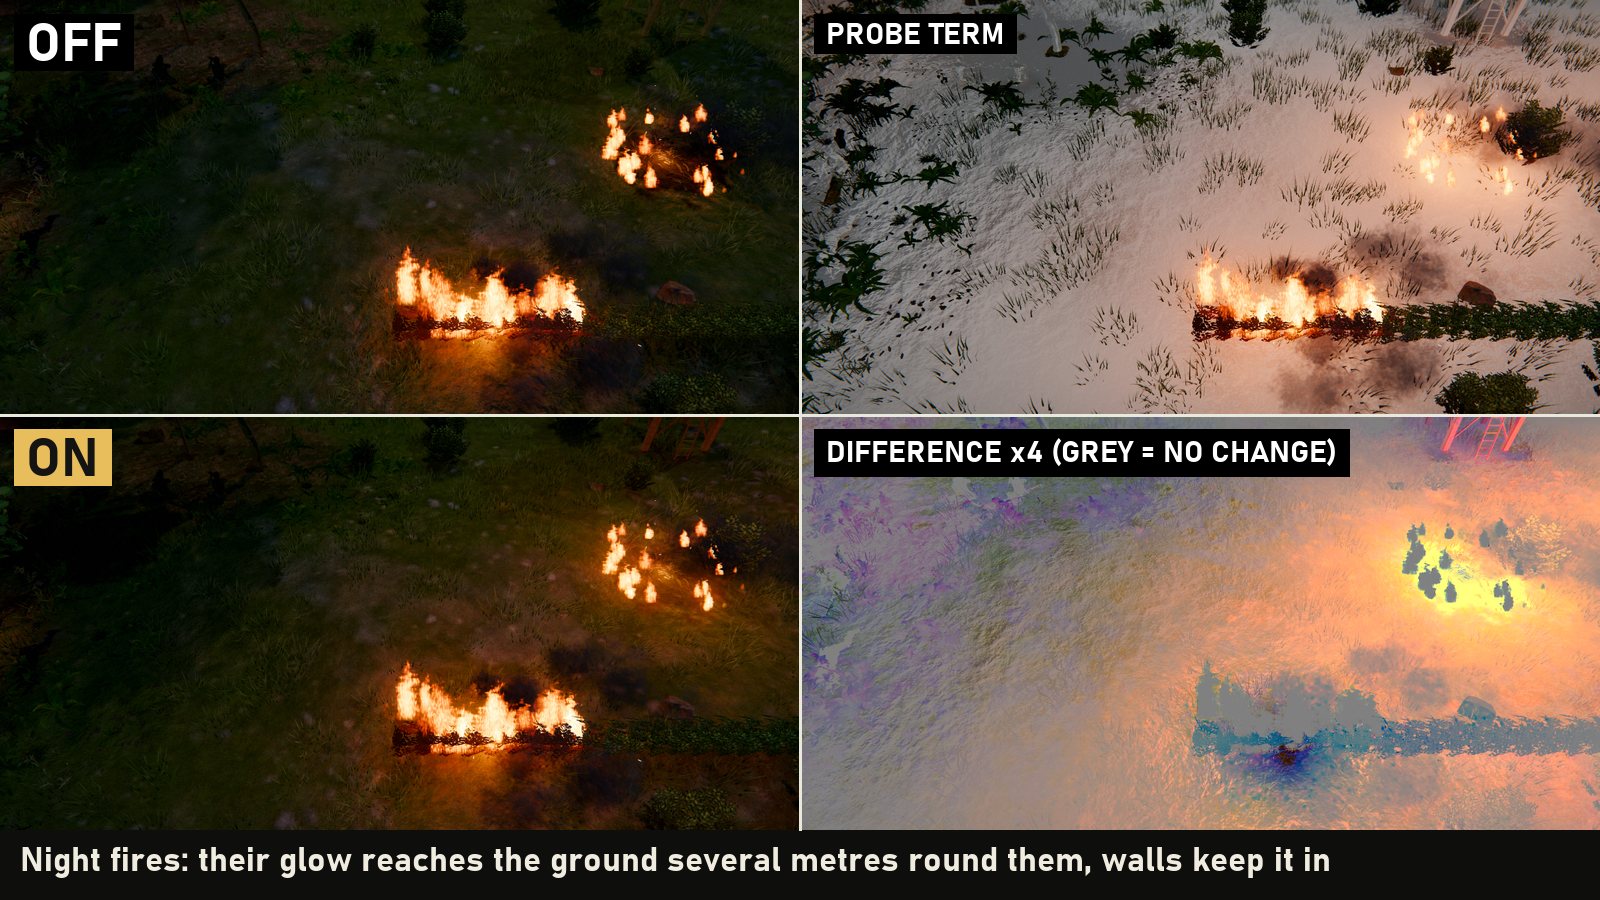 OFF
PROBE TERM
ON
DIFFERENCE x4 (GREY = NO CHANGE)
Night fires: their glow reaches the ground several metres round them, walls keep it in